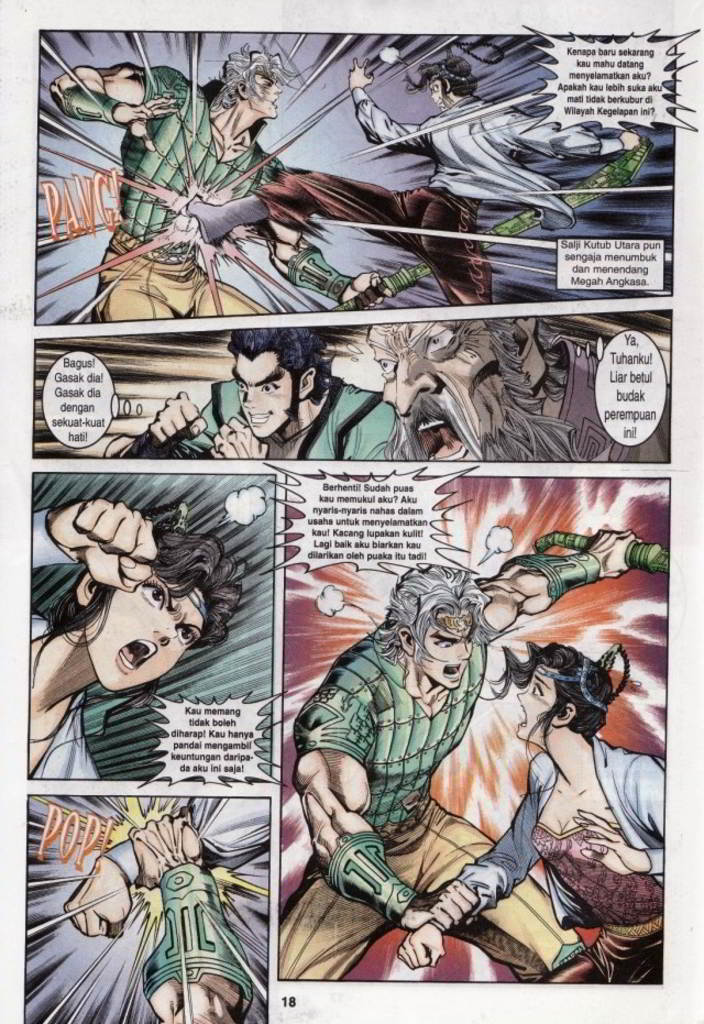 Kenapa baru sekarang
kau mahu datang
menyelamatkan aku?
Apakah kau lebih suka aku
mati tidak berkubur di
Wilayah Kegelapan ini?
PANG!
Salji Kutub Utara pun
sengaja menumbuk
dan menendang
Megah Angkasa.
Bagus!
Gasak dia!
Gasak dia
dengan
sekuat-kuat
hati!
Ya,
Tuhanku!
Liar betul
perempuan
ini!
Berhenti! Sudah puas
kau memukul aku? Aku
nyaris-nyaris nahas dalam
usaha untuk menyelamatkan
kau! Kacang lupakan kulit!
Lagi baik aku biarkan kau
dilarikan oleh puaka itu tadi!
Kau memang
tidak boleh
diharap! Kau hanya
pandai mengambil
keuntungan daripa-
da aku ini saja!
POP!
18